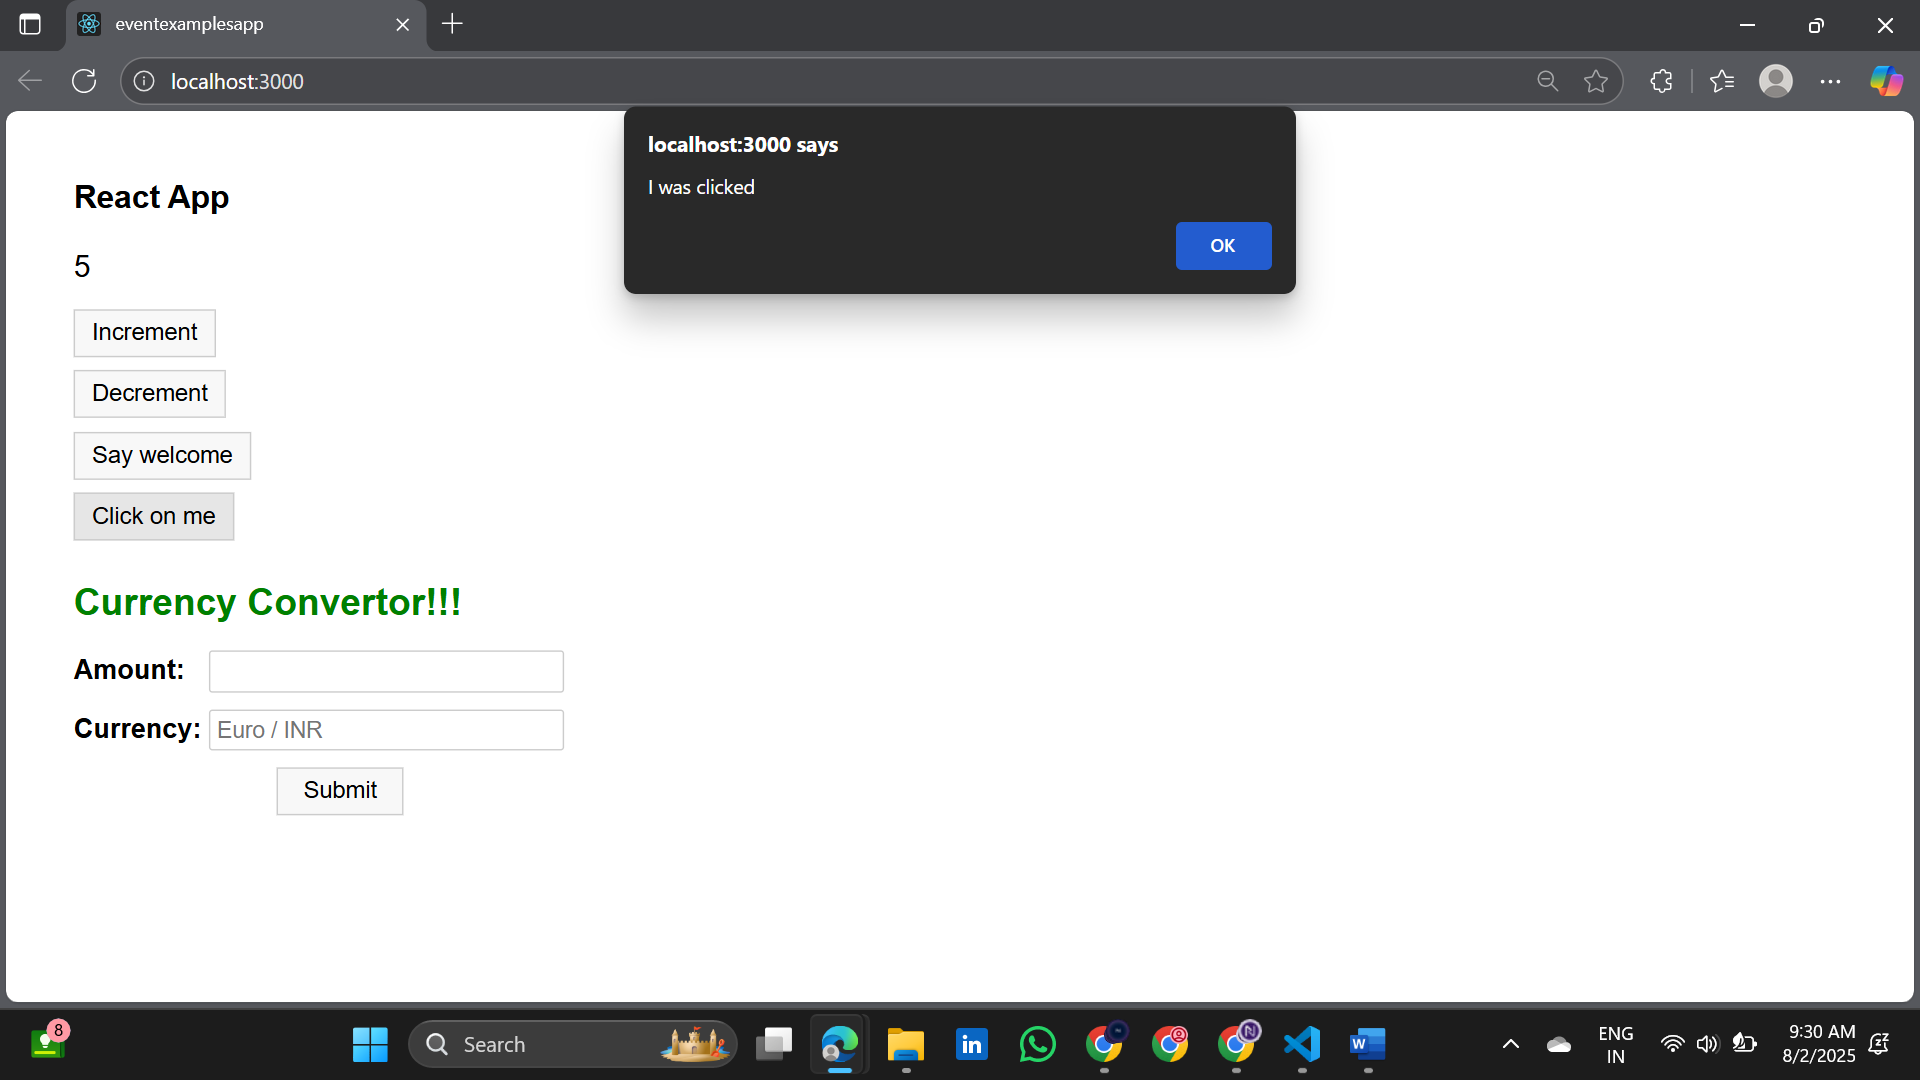 eventexamplesapp
localhost:3000
localhost:3000 says
I was clicked
OK
React App
5
Increment
Decrement
Say welcome
Click on me
Currency Convertor!!!
Amount:
Currency: Euro / INR
Submit
8
Search
in
N
W
ENG
IN
9:30 AM
8/2/2025